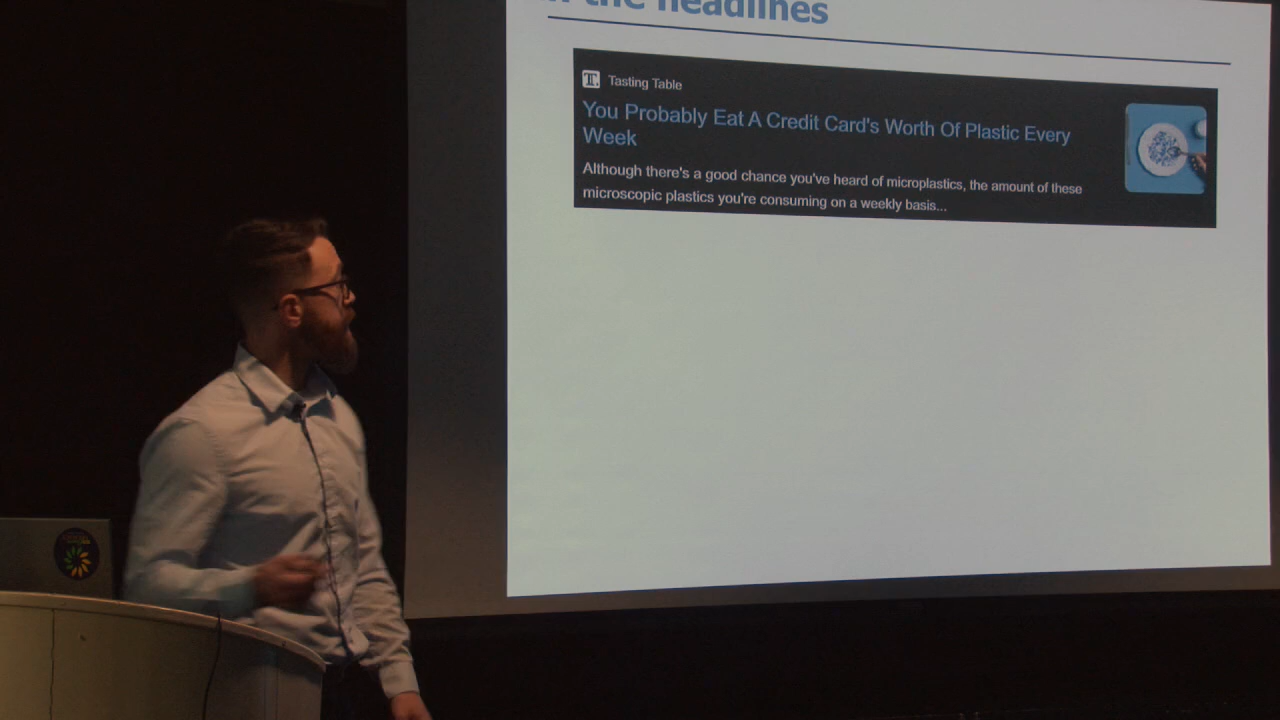 the headlines
Tasting Table
You Probably Eat A Credit Card's Worth Of Plastic Every
Week
Although there's a good chance you've heard of microplastics, the amount of these
microscopic plastics you're consuming on a weekly basis...